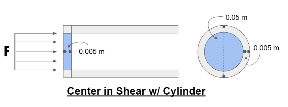 0.05 m
F
0.005 m
0.005 m
Center in Shear w/ Cylinder